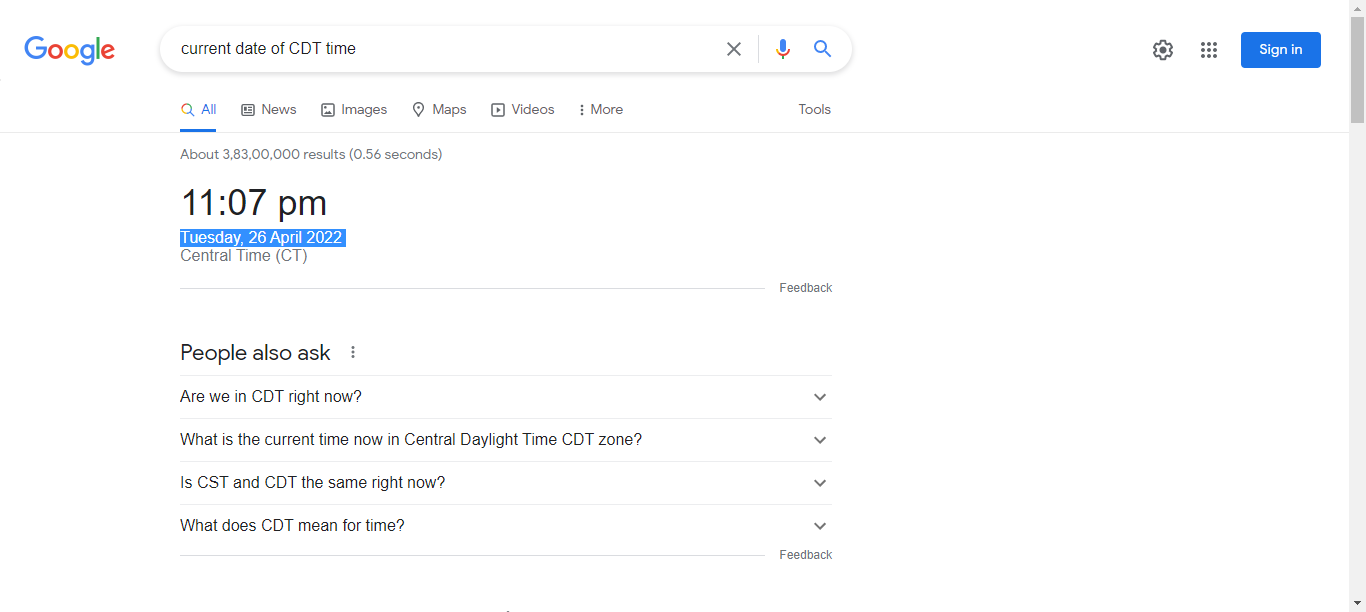 Google
current date of CDT time
Sign in
All News Images Maps Videos More Tools
About 3,83,00,000 results (0.56 seconds)
11:07 pm
Tuesday, 26 April 2022
Central Time (CT)
Feedback
People also ask
Are we in CDT right now?
What is the current time now in Central Daylight Time CDT zone?
Is CST and CDT the same right now?
What does CDT mean for time?
Feedback